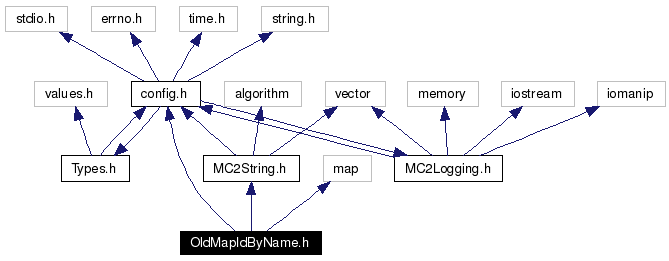 stdio.h
errno.h
time.h
string.h
values.h
config.h
algorithm
vector
memory
iostream
iomanip
Types.h
MC2String.h
map
MC2Logging.h
OldMapIdByName.h